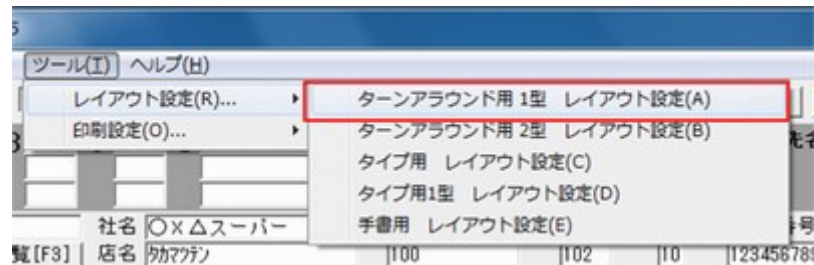 5
ツール(T) ヘルプ(H)
レイアウト設定(R)... ターンアラウンド用 1型 レイアウト設定(A)
印刷設定(O)... ターンアラウンド用 2型 レイアウト設定(B)
タイプ用 レイアウト設定(C)
タイプ用1型 レイアウト設定(D)
手書用 レイアウト設定(E)
社名 〇×△スーパー
覧[F3] 店名 タカマツテン 100 102 10 123456789